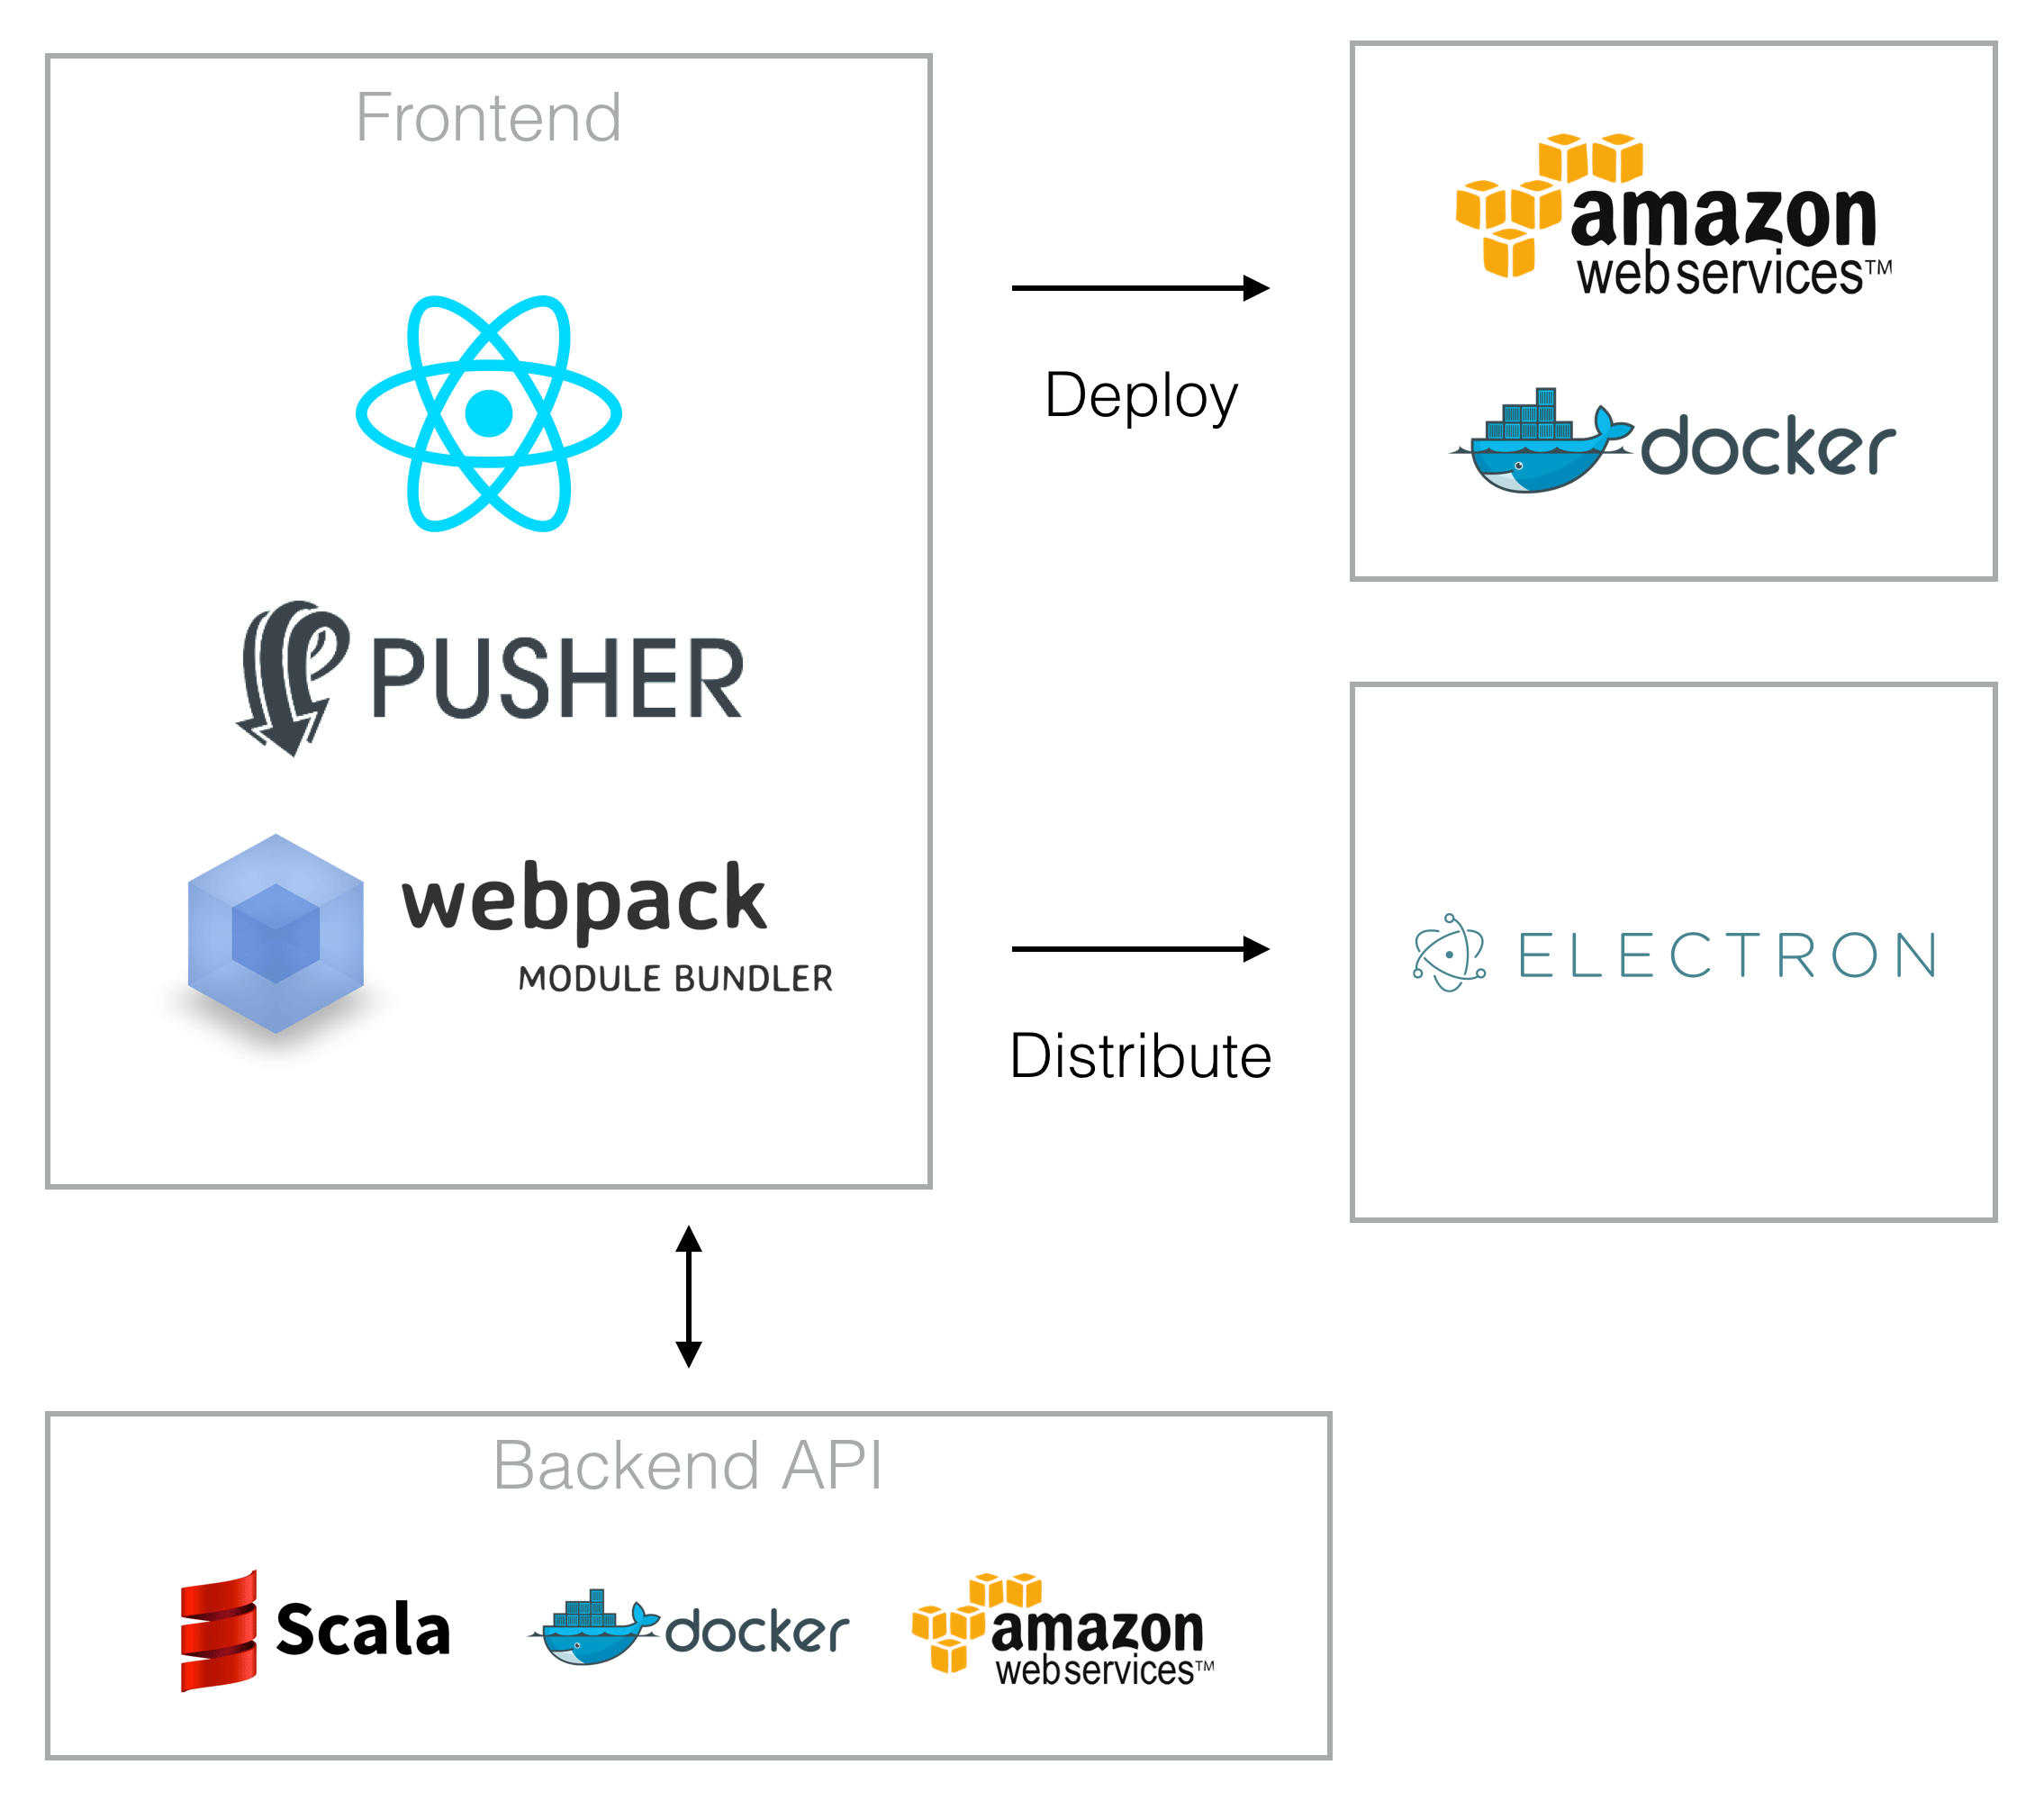 Frontend
PUSHER
webpack
MODULE BUNDLER
Deploy
amazon
webservices™
docker
Distribute
ELECTRON
Backend API
Scala
docker
amazon
webservices™